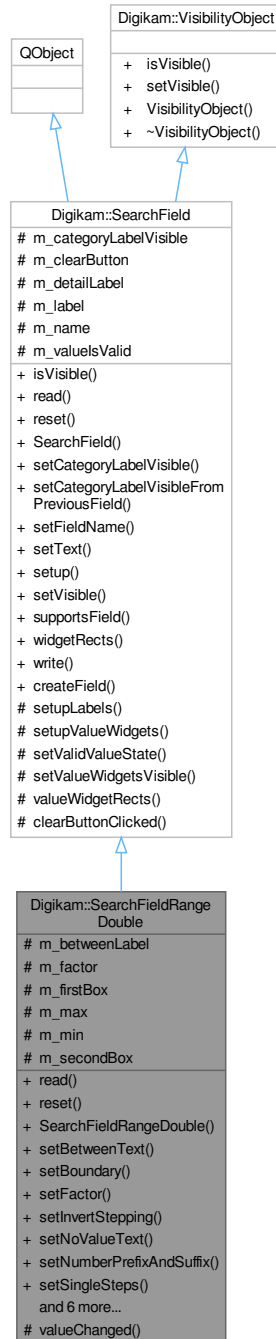 Digikam::VisibilityObject
+ isVisible()
+ setVisible()
+ VisibilityObject()
+ ~VisibilityObject()
QObject
Digikam::SearchField
# m_categoryLabelVisible
# m_clearButton
# m_detailLabel
# m_label
# m_name
# m_valueIsValid
+ isVisible()
+ read()
+ reset()
+ SearchField()
+ setCategoryLabelVisible()
+ setCategoryLabelVisibleFrom
PreviousField()
+ setFieldName()
+ setText()
+ setup()
+ setVisible()
+ supportsField()
+ widgetRects()
+ write()
+ createField()
# setupLabels()
# setupValueWidgets()
# setValidValueState()
# setValueWidgetsVisible()
# valueWidgetRects()
# clearButtonClicked()
Digikam::SearchFieldRange
Double
# m_betweenLabel
# m_factor
# m_firstBox
# m_max
# m_min
# m_secondBox
+ read()
+ reset()
+ SearchFieldRangeDouble()
+ setBetweenText()
+ setBoundary()
+ setFactor()
+ setInvertStepping()
+ setNoValueText()
+ setNumberPrefixAndSuffix()
+ setSingleSteps()
and 6 more...
# valueChanged()